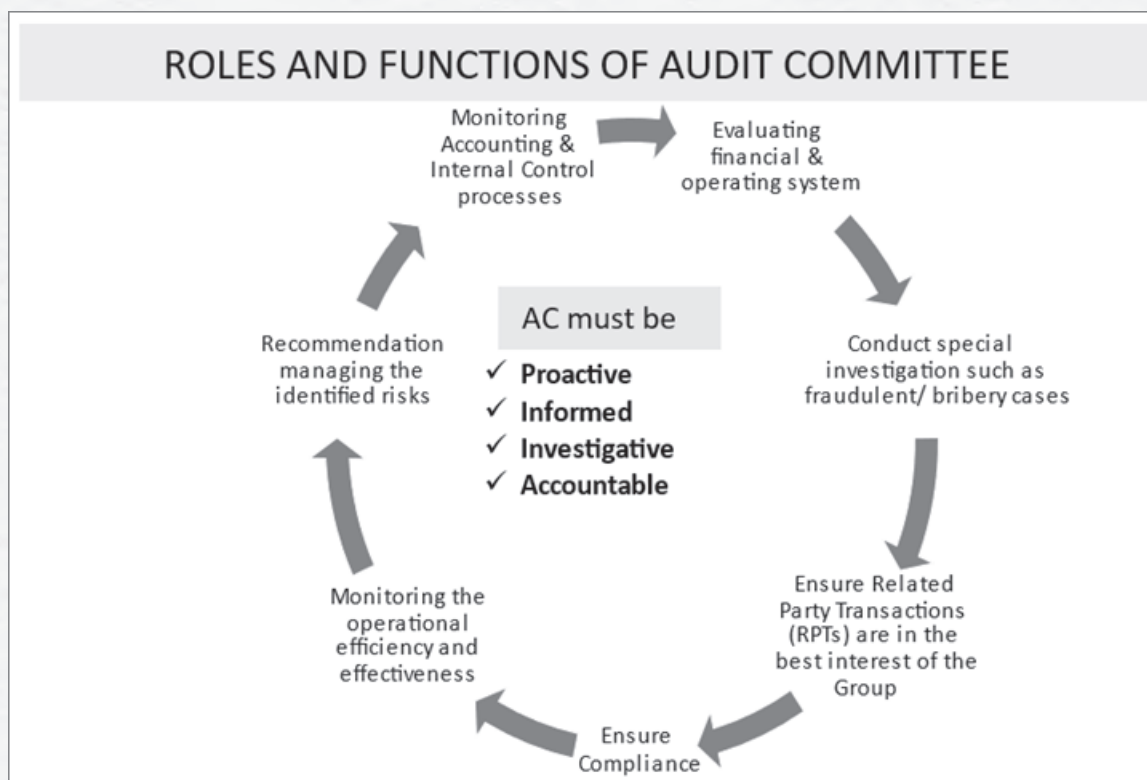 ROLES AND FUNCTIONS OF AUDIT COMMITTEE
Monitoring
Accounting &
Internal Control
processes
Evaluating
financial &
operating system
Conduct special
investigation such as
fraudulent/ bribery cases
Ensure Related
Party Transactions
(RPTs) are in the
best interest of the
Group
Ensure
Compliance
Monitoring the
operational
efficiency and
effectiveness
Recommendation
managing the
identified risks
AC must be
✓ Proactive
✓ Informed
✓ Investigative
✓ Accountable